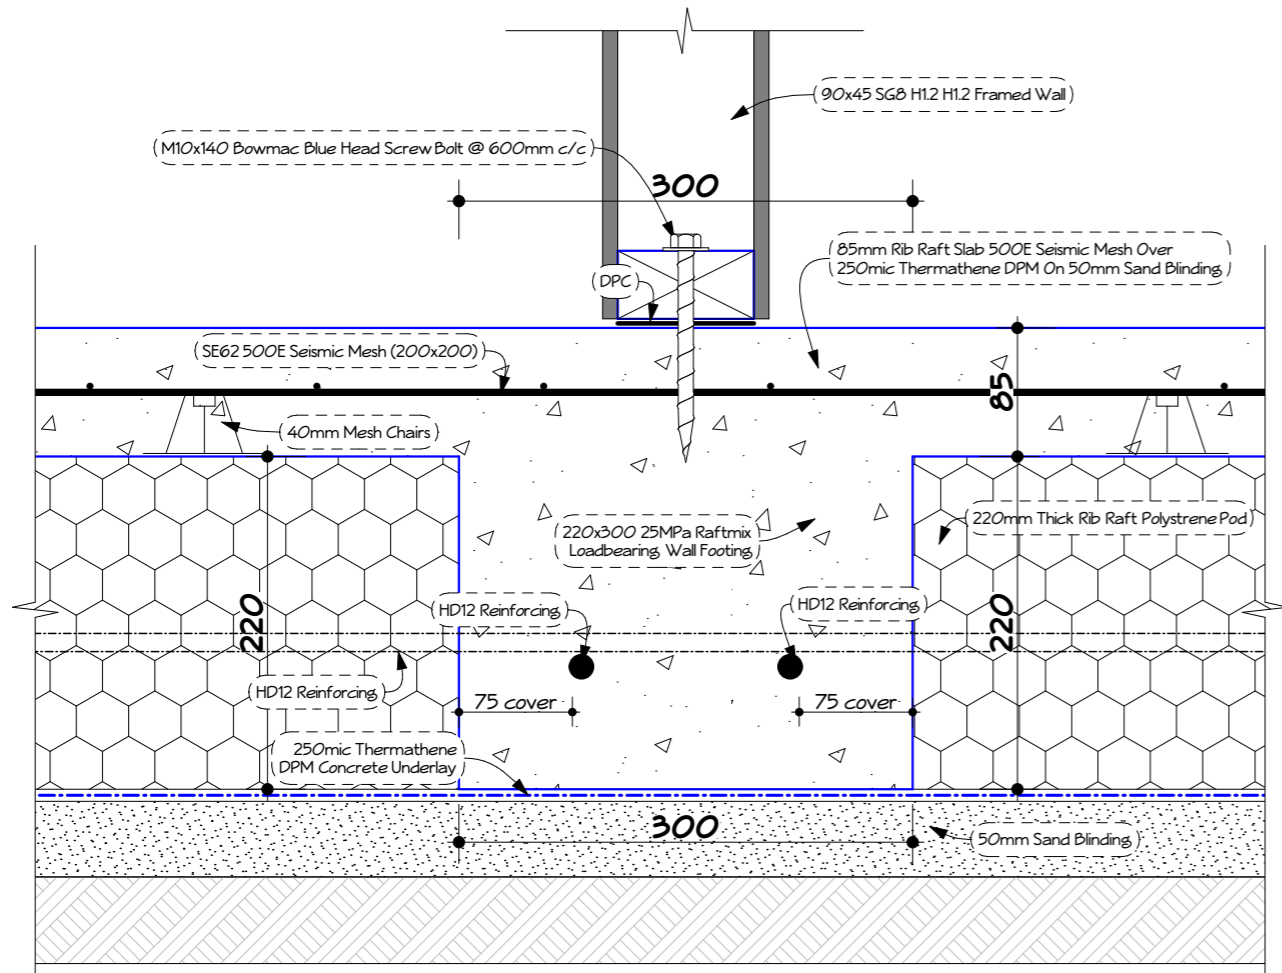 90x45 SG8 H1.2 H1.2 Framed Wall
M10x140 Bowmac Blue Head Screw Bolt @ 600mm c/c
300
85mm Rib Raft Slab 500E Seismic Mesh Over
250mic Thermathene DPM On 50mm Sand Blinding
DPC
SE62 500E Seismic Mesh (200x200)
85
40mm Mesh Chairs
220mm Thick Rib Raft Polystrene Pod
220x300 25MPa Raftmix
Loadbearing Wall Footing
HD12 Reinforcing
HD12 Reinforcing
220
220
HD12 Reinforcing
75 cover
75 cover
250mic Thermathene
DPM Concrete Underlay
300
50mm Sand Blinding